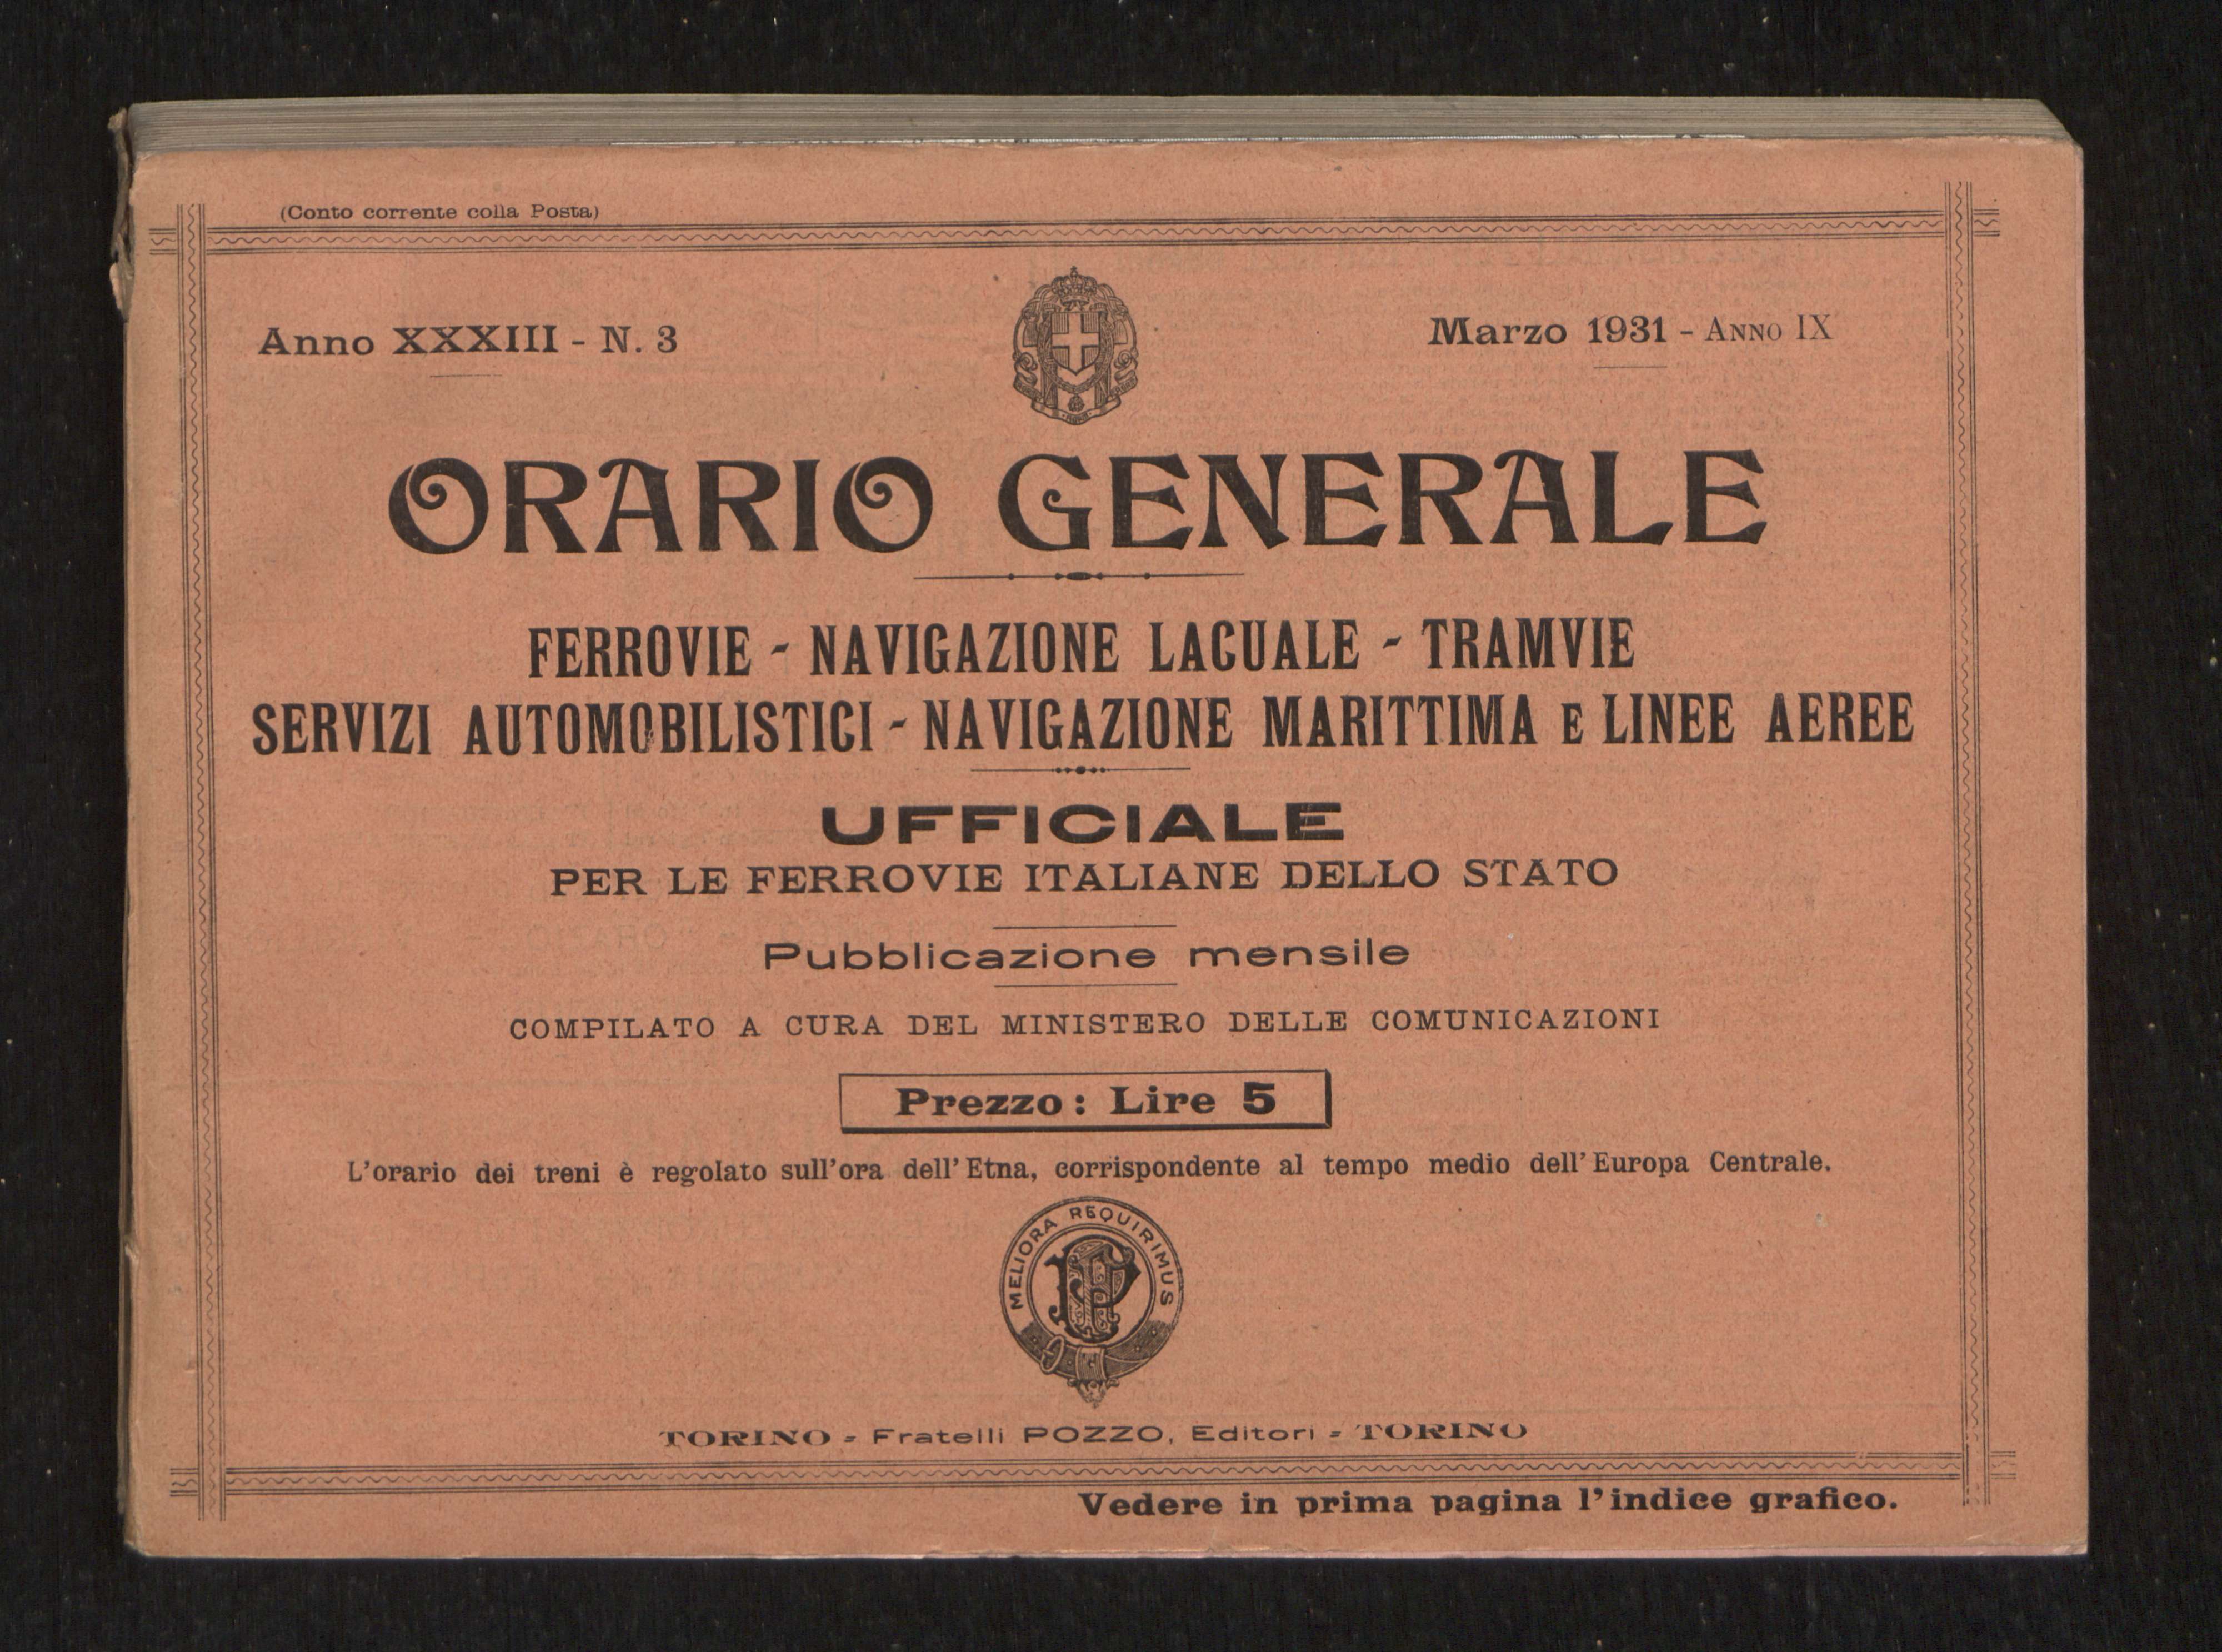 (Conto corrente colla Posta)
Anno XXXIII - N. 3
Marzo 1931 - Anno IX
ORARIO GENERALE
FERROVIE - NAVIGAZIONE LACUALE - TRAMVIE
SERVIZI AUTOMOBILISTICI - NAVIGAZIONE MARITTIMA E LINEE AEREE
UFFICIALE
PER LE FERROVIE ITALIANE DELLO STATO
Pubblicazione mensile
COMPILATO A CURA DEL MINISTERO DELLE COMUNICAZIONI
Prezzo: Lire 5
L'orario dei treni è regolato sull'ora dell'Etna, corrispondente al tempo medio dell'Europa Centrale.
MELIORA REQUIRIMUS
TORINO - Fratelli POZZO, Editori - TORINO
Vedere in prima pagina l'indice grafico.